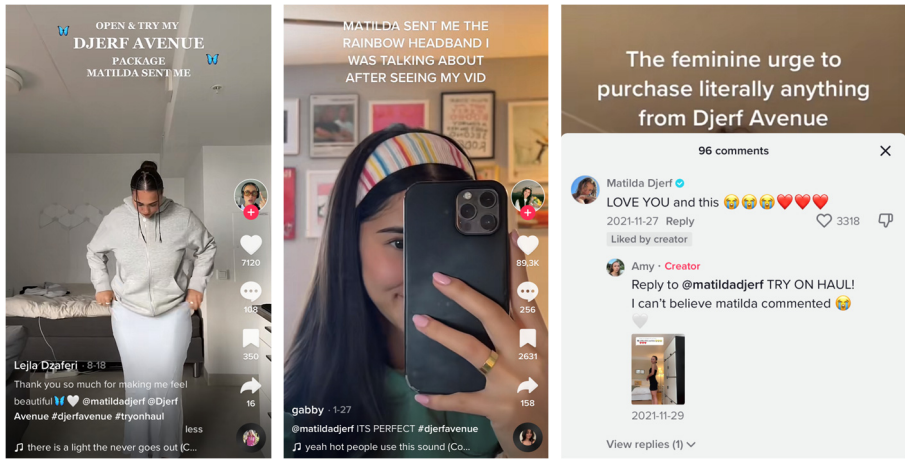 OPEN & TRY MY
DJERF AVENUE
PACKAGE
MATILDA SENT ME
7120
108
350
16
Lejla Dzaferi · 8-18
Thank you so much for making me feel
beautiful🦋🤍 @matildadjerf @Djerf
Avenue #djerfavenue #tryonhaul
less
♫ there is a light the never goes out (C...
MATILDA SENT ME THE
RAINBOW HEADBAND I
WAS TALKING ABOUT
AFTER SEEING MY VID
89,3K
256
2631
158
gabby · 1-27
@matildadjerf ITS PERFECT #djerfavenue
♫ yeah hot people use this sound (Co...
The feminine urge to
purchase literally anything
from Djerf Avenue
96 comments
Matilda Djerf
LOVE YOU and this 😭😭😭❤️❤️❤️
2021-11-27 Reply
3318
Liked by creator
Amy · Creator
Reply to @matildadjerf TRY ON HAUL!
I can't believe matilda commented 😭
🤍
2021-11-29
View replies (1)